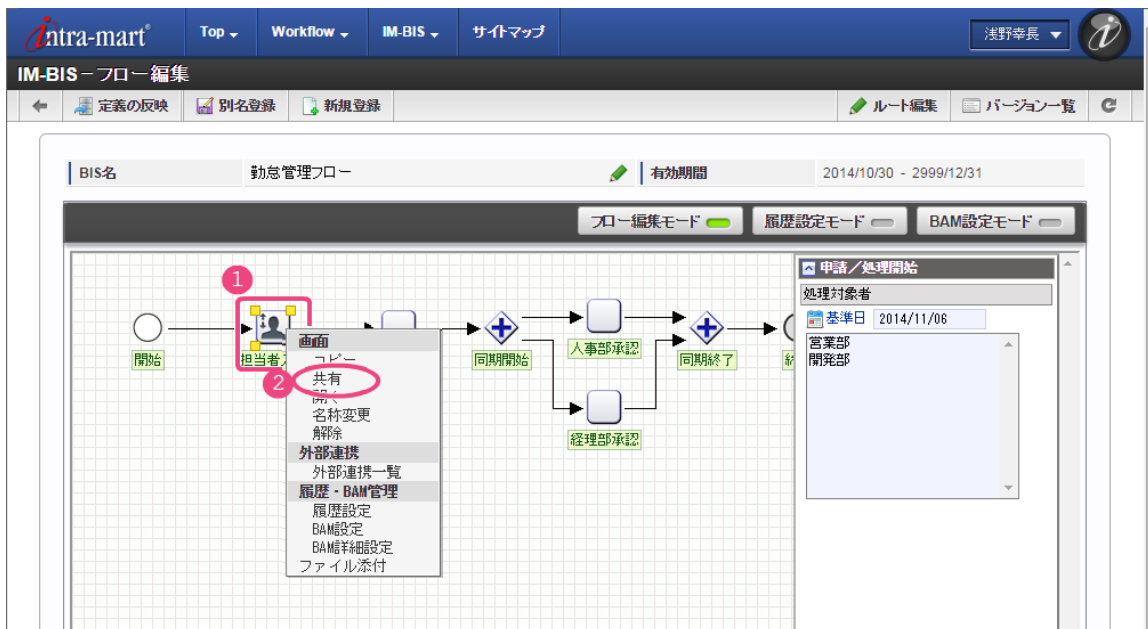 intra-mart® Top Workflow IM-BIS サイトマップ 浅野幸長
IM-BIS－フロー編集
定義の反映 別名登録 新規登録 ルート編集 バージョン一覧
BIS名 勤怠管理フロー 有効期間 2014/10/30 - 2999/12/31
フロー編集モード 履歴設定モード BAM設定モード
申請／処理開始
処理対象者
基準日 2014/11/06
営業部
開発部
1
開始
担当者
同期開始
人事部承認
同期終了
経理部承認
2
画面
コピー
共有
開く
名称変更
解除
外部連携
外部連携一覧
履歴・BAM管理
履歴設定
BAM設定
BAM詳細設定
ファイル添付